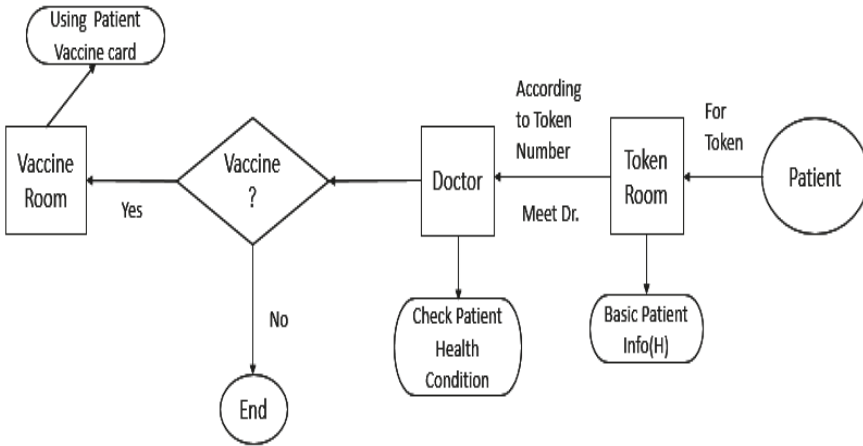 Using Patient
Vaccine card
Vaccine
Room
Yes
Vaccine
?
No
End
Doctor
Check Patient
Health
Condition
According
to Token
Number
Meet Dr.
Token
Room
Basic Patient
Info(H)
For
Token
Patient